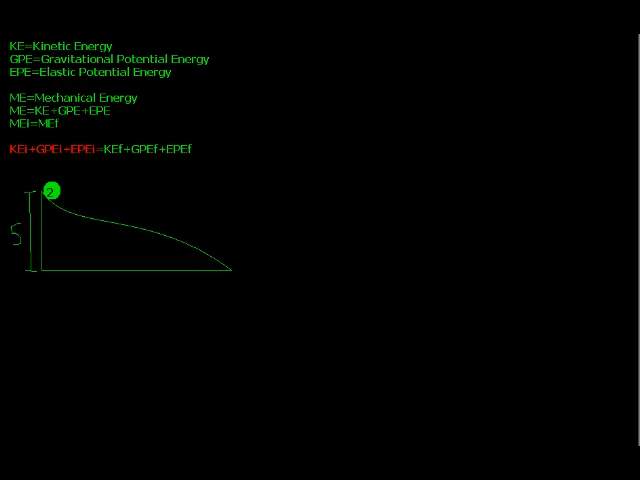 KE=Kinetic Energy
GPE=Gravitational Potential Energy
EPE=Elastic Potential Energy
ME=Mechanical Energy
ME=KE+GPE+EPE
MEi=MEf
KEi+GPEi+EPEi=KEf+GPEf+EPEf
2
5